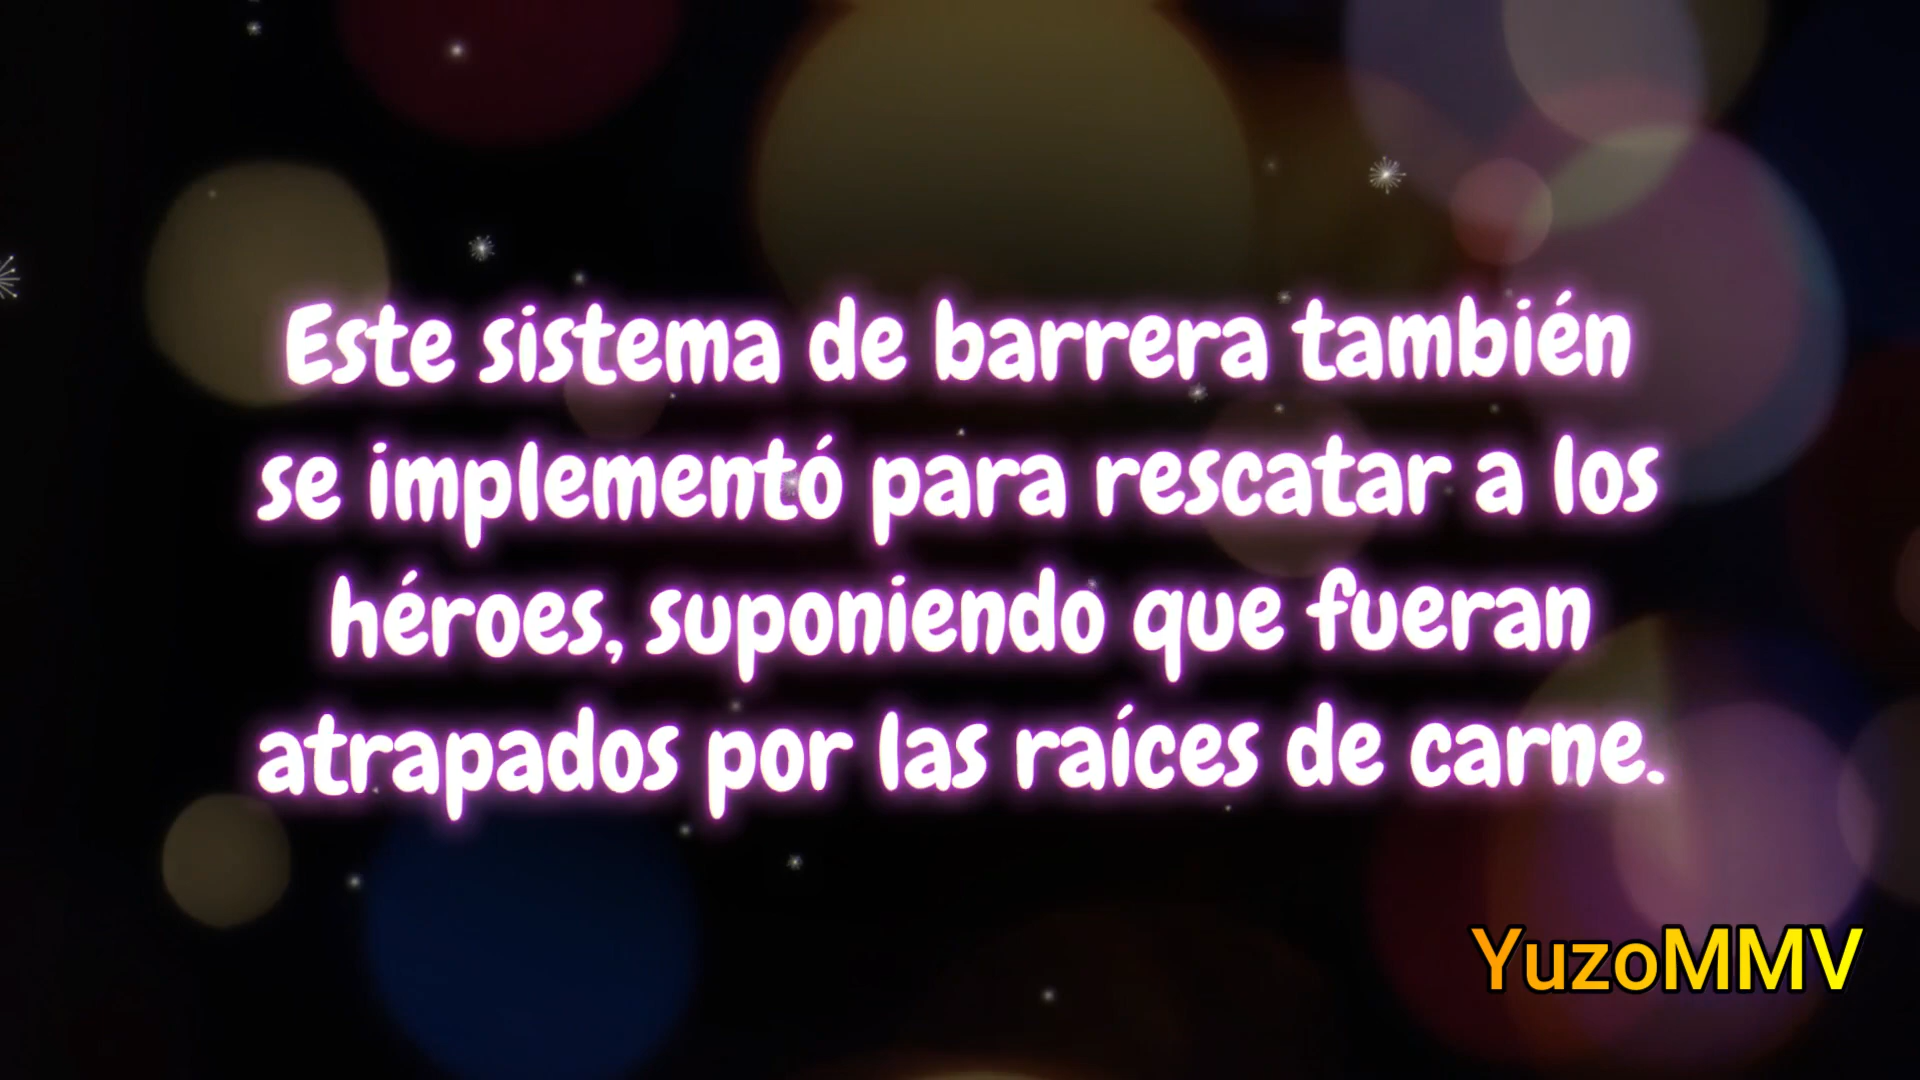 Este sistema de barrera también
se implementó para rescatar a los
héroes, suponiendo que fueran
atrapados por las raíces de carne.
YuzoMMV